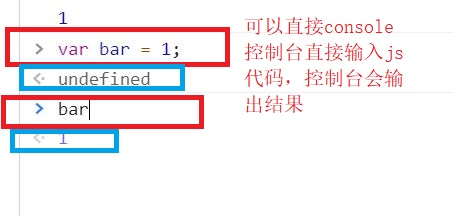 1
> var bar = 1;
< undefined
> bar
< 1
可以直接console
控制台直接输入js
代码，控制台会输
出结果